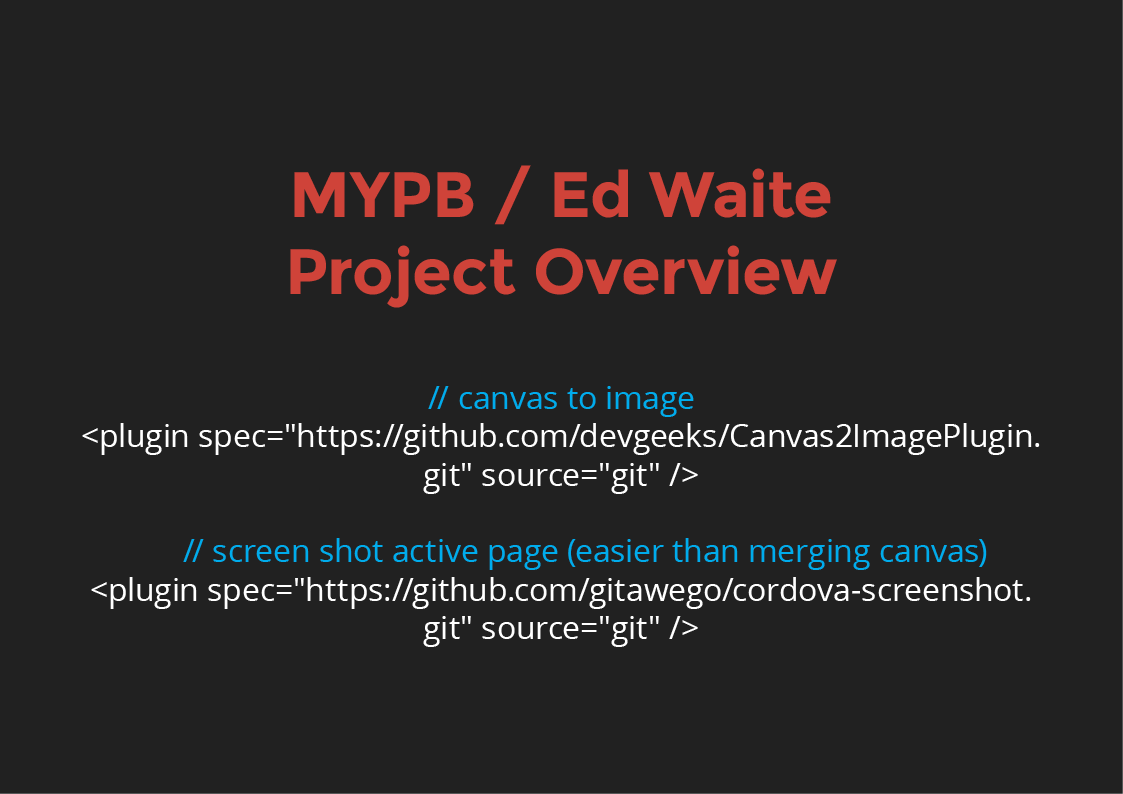 MYPB / Ed Waite
Project Overview
// canvas to image
<plugin spec="https://github.com/devgeeks/Canvas2ImagePlugin.
git" source="git" />
// screen shot active page (easier than merging canvas)
<plugin spec="https://github.com/gitawego/cordova-screenshot.
git" source="git" />